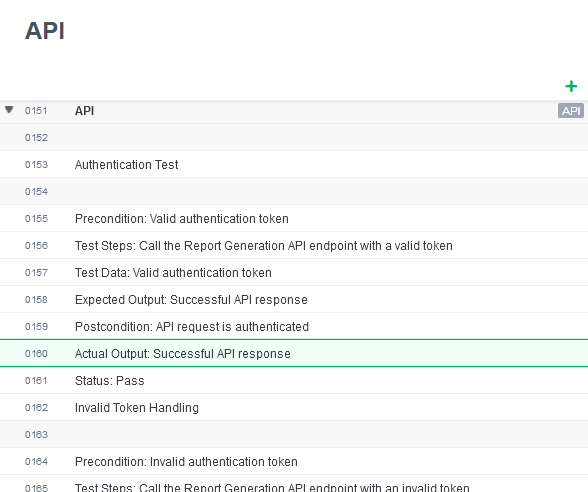 API
+
0151 API API
0152
0153 Authentication Test
0154
0155 Precondition: Valid authentication token
0156 Test Steps: Call the Report Generation API endpoint with a valid token
0157 Test Data: Valid authentication token
0158 Expected Output: Successful API response
0159 Postcondition: API request is authenticated
0160 Actual Output: Successful API response
0161 Status: Pass
0162 Invalid Token Handling
0163
0164 Precondition: Invalid authentication token
0165 Test Steps: Call the Report Generation API endpoint with an invalid token